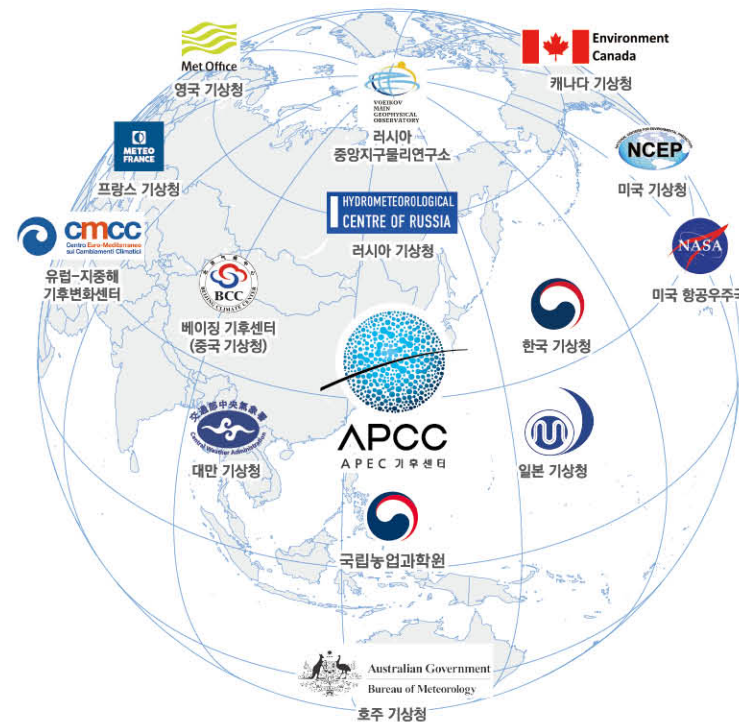 Met Office
영국 기상청
Environment
Canada
캐나다 기상청
VOEIKOV
MAIN
GEOPHYSICAL
OBSERVATORY
러시아
중앙지구물리연구소
METEO
FRANCE
프랑스 기상청
NCEP
미국 기상청
HYDROMETEOROLOGICAL
CENTRE OF RUSSIA
러시아 기상청
cmcc
Centro Euro-Mediterraneo
sui Cambiamenti Climatici
유럽-지중해
기후변화센터
NASA
미국 항공우주국
BCC
BEIJING CLIMATE CENTER
베이징 기후센터
(중국 기상청)
한국 기상청
APCC
APEC 기후센터
交通部中央氣象署
Central Weather Administration
대만 기상청
일본 기상청
국립농업과학원
Australian Government
Bureau of Meteorology
호주 기상청